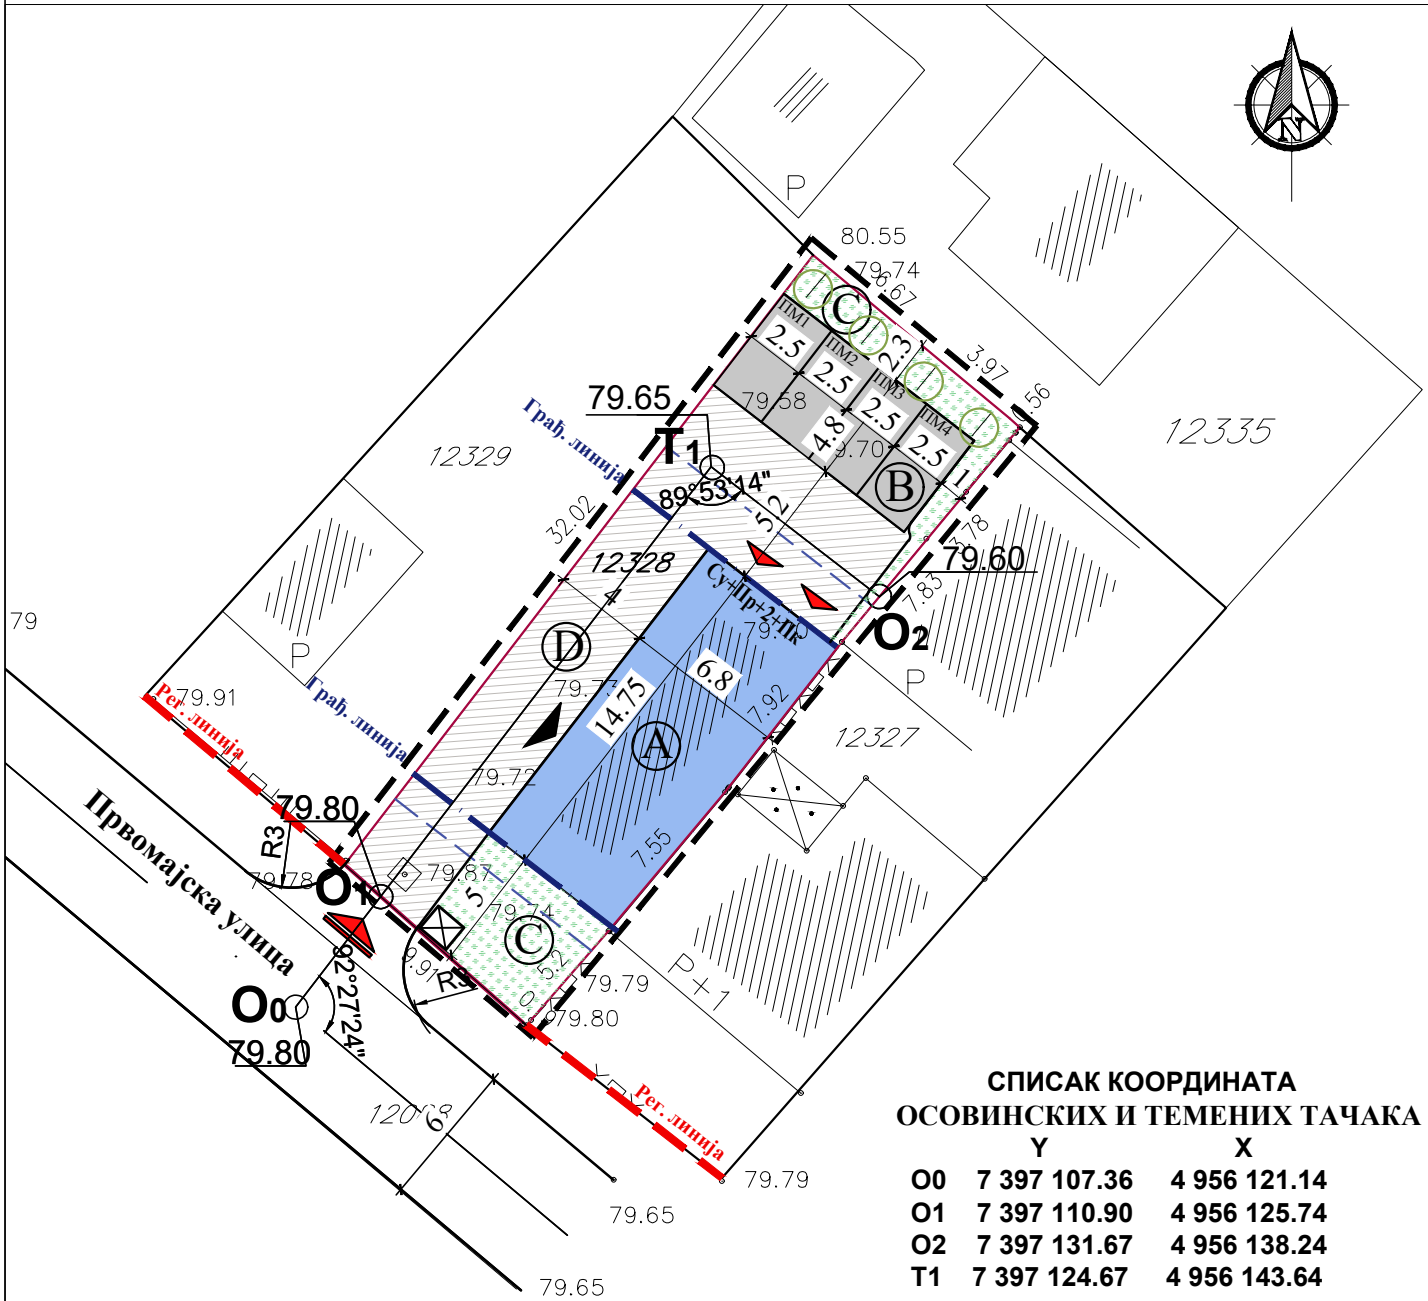 N
P
80.55
79.74
6.67
C
ПМ1
2.5
ПМ2
2.5
2.3
ПМ3
2.5
ПМ4
2.5
3.97
12335
79.58
4.8
1
B
79.65
T1
Грађ. линија
12329
89°53'14"
5.2
3.78
79.60
7.83
32.02
12328
Су+Пр+2+Пк
O2
4
79
D
P
P
6.8
14.75
7.92
12327
A
79.91
Рег. линија
Грађ. линија
79.72
79.80
R3
Првомајска улица
79.87
7.55
O1
5
79.74
C
5.2
9.91
R3
P+1
79.79
79.80
92°27'24"
O0
79.80
6
Рег. линија
79.79
79.65
79.65
СПИСАК КООРДИНАТА
ОСОВИНСКИХ И ТЕМЕНИХ ТАЧАКА
Y X
O0 7 397 107.36 4 956 121.14
O1 7 397 110.90 4 956 125.74
O2 7 397 131.67 4 956 138.24
T1 7 397 124.67 4 956 143.64